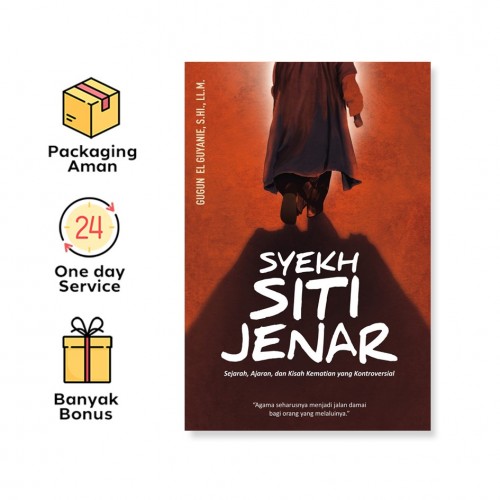 Packaging
Aman
24
One day
Service
Banyak
Bonus
GUGUN EL GUYANIE, S.HI., LL.M.
SYEKH
SITI
JENAR
Sejarah, Ajaran, dan Kisah Kematian yang Kontroversial
"Agama seharusnya menjadi jalan damai
bagi orang yang melaluinya."